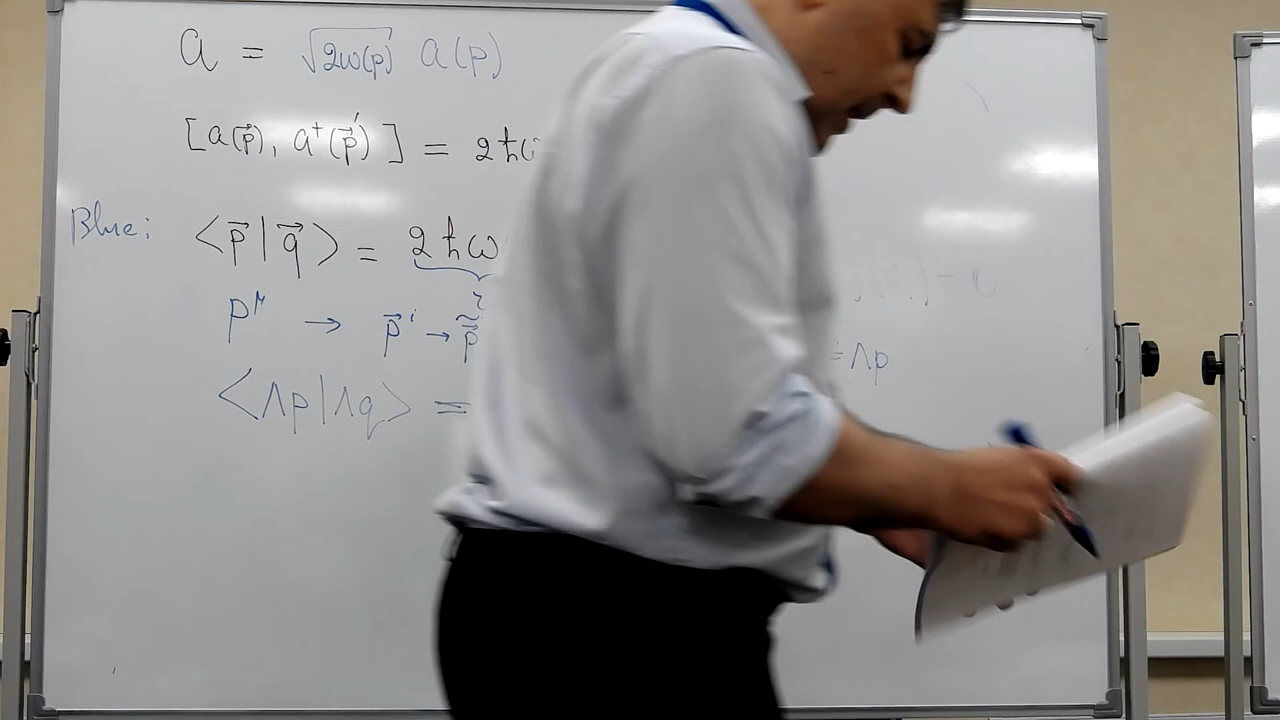 a = √2ω(p) a(p)
[a(p⃗), a⁺(p⃗′)] = 2ħω
Blue: ⟨p⃗|q⃗⟩ = 2ħω
p^μ → p⃗^i → p̃⃗^i = Λp
⟨Λp|Λq⟩ =